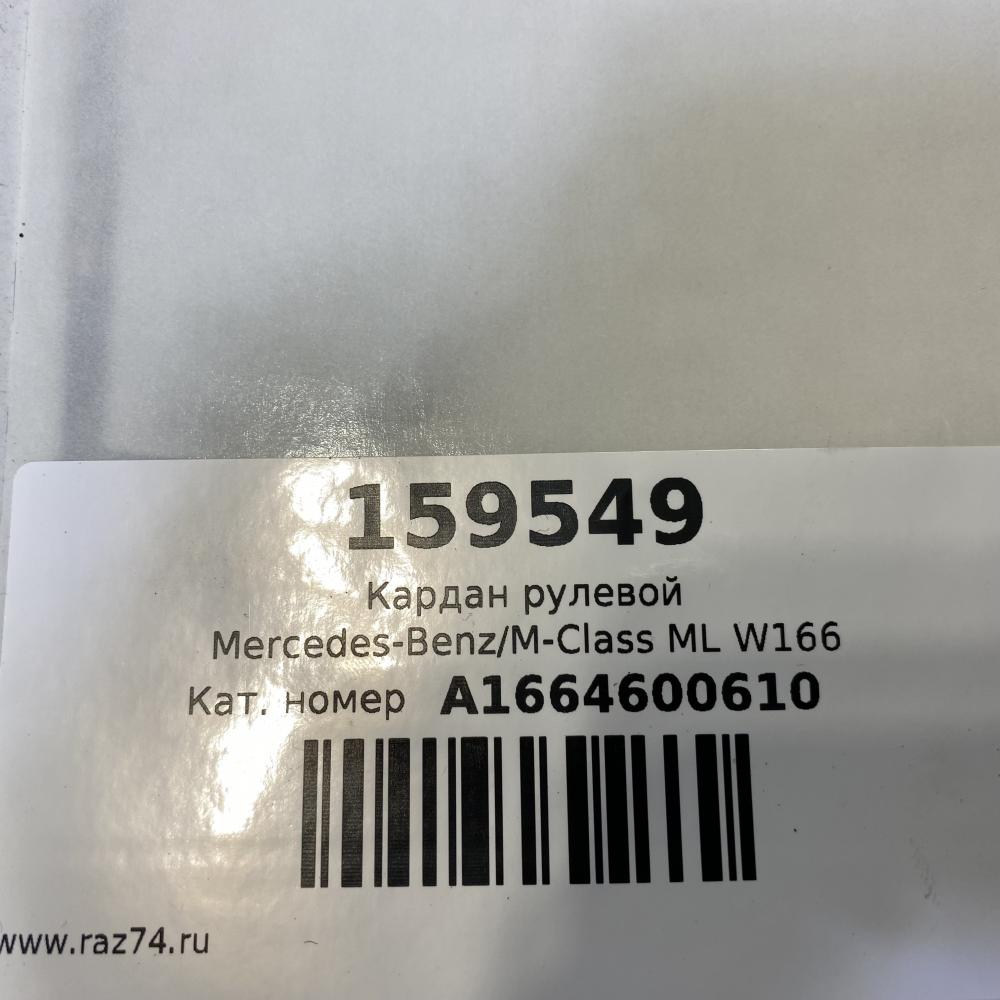 159549
Кардан рулевой
Mercedes-Benz/M-Class ML W166
Кат. номер A1664600610
www.raz74.ru